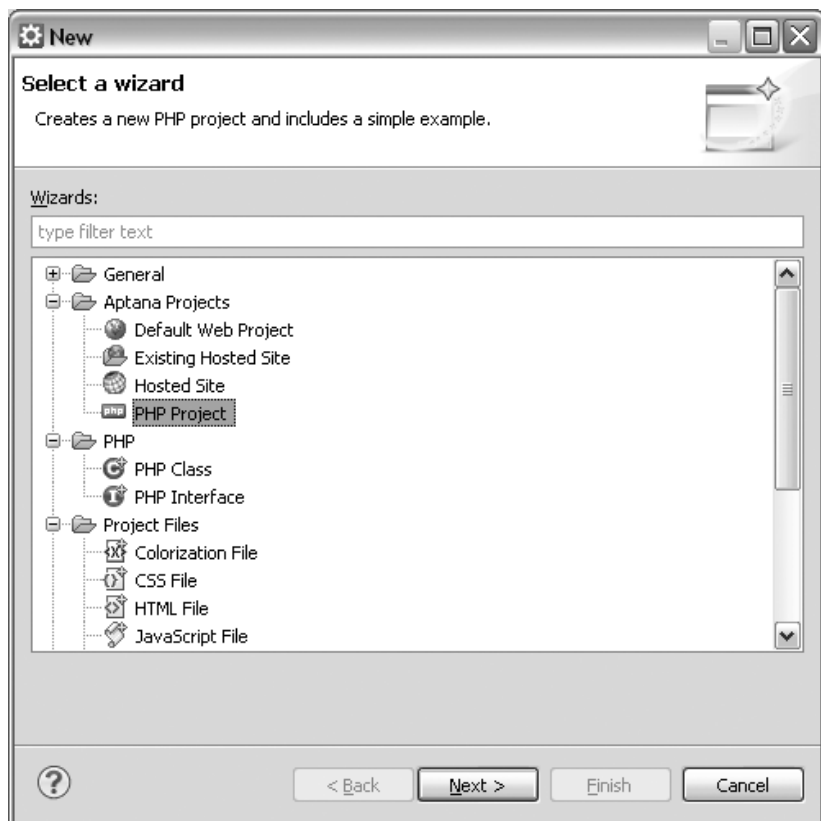 New
Select a wizard
Creates a new PHP project and includes a simple example.
Wizards:
type filter text
General
Aptana Projects
Default Web Project
Existing Hosted Site
Hosted Site
php PHP Project
PHP
PHP Class
PHP Interface
Project Files
Colorization File
CSS File
HTML File
JavaScript File
? < Back Next > Finish Cancel